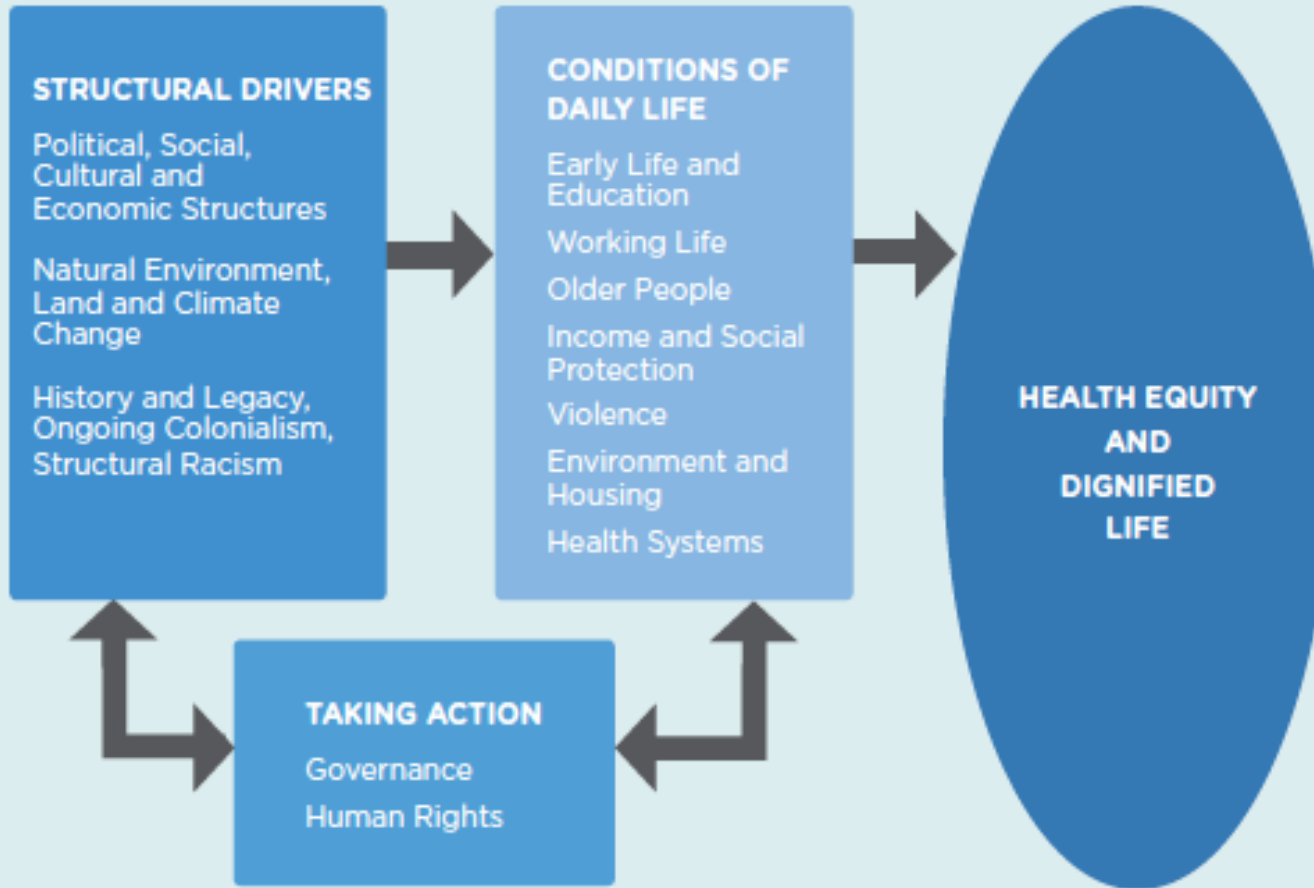 STRUCTURAL DRIVERS
Political, Social,
Cultural and
Economic Structures
Natural Environment,
Land and Climate
Change
History and Legacy,
Ongoing Colonialism,
Structural Racism
CONDITIONS OF
DAILY LIFE
Early Life and
Education
Working Life
Older People
Income and Social
Protection
Violence
Environment and
Housing
Health Systems
HEALTH EQUITY
AND
DIGNIFIED
LIFE
TAKING ACTION
Governance
Human Rights